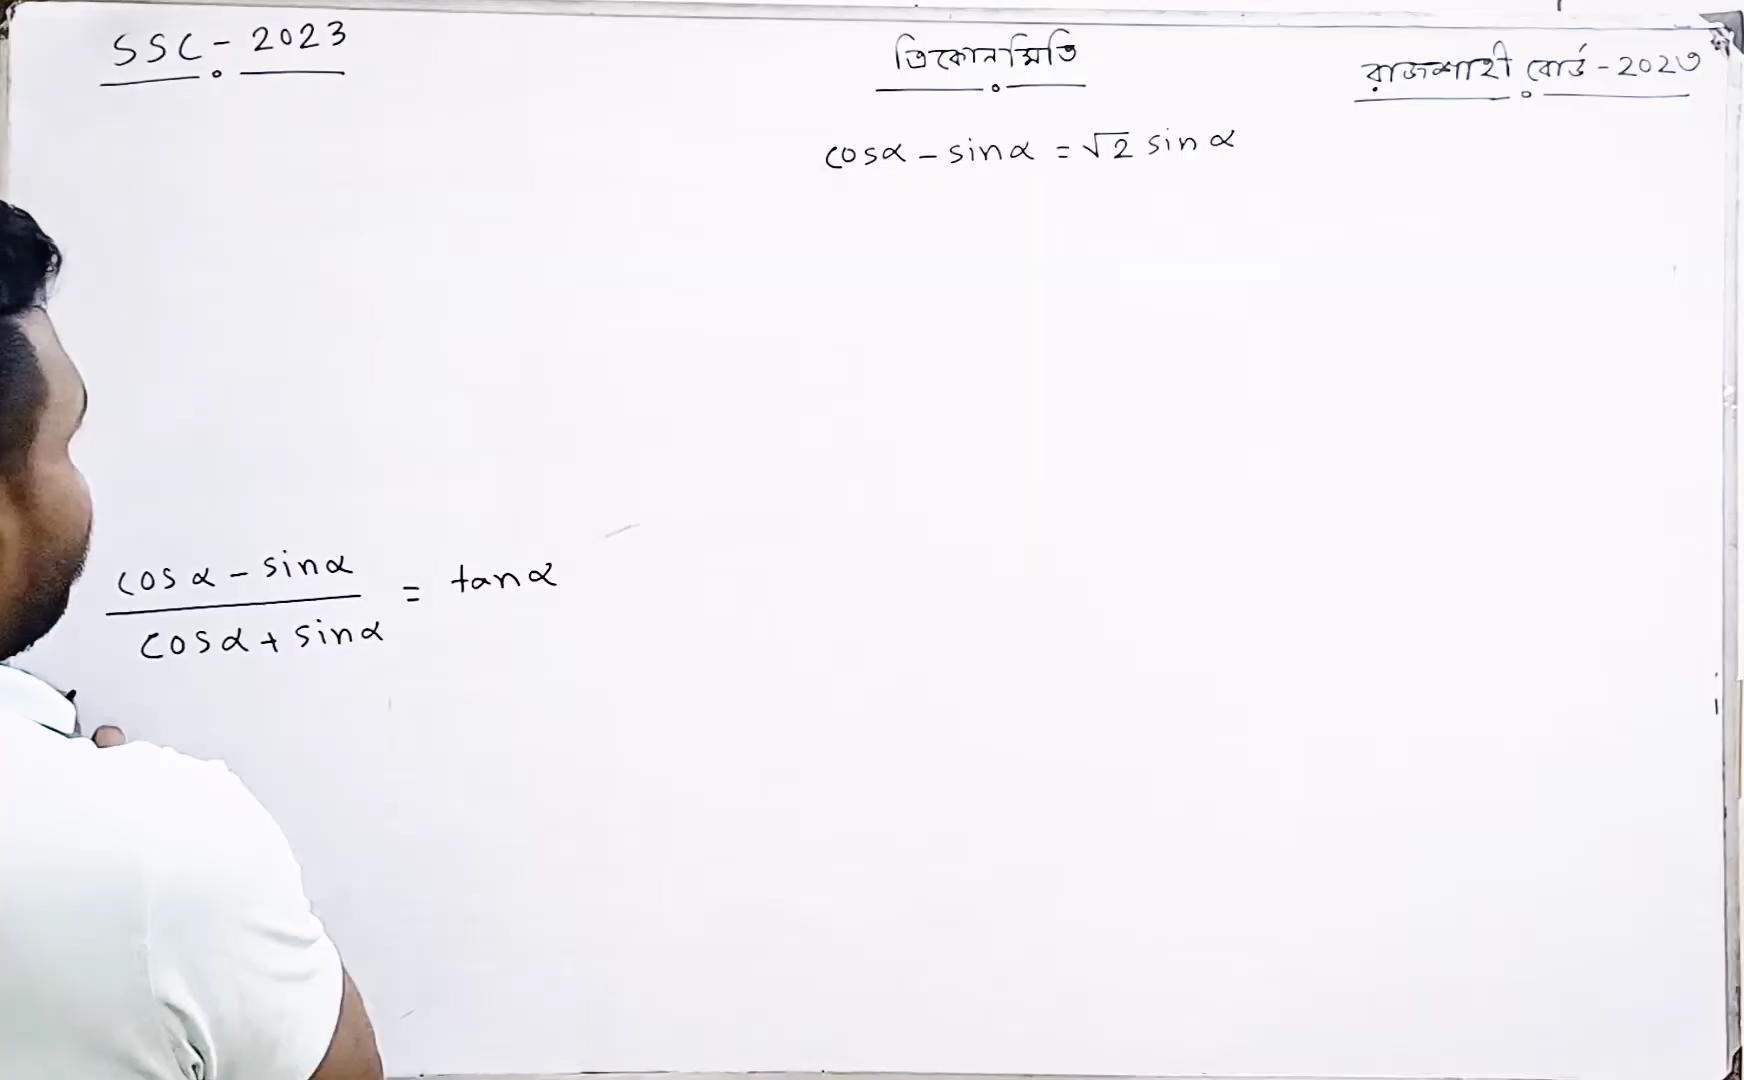 SSC - 2023
ত্রিকোনমিতি
রাজশাহী বোর্ড - 2023
cosα - sinα = √2 sinα
cosα - sinα
/ cosα + sinα = tanα